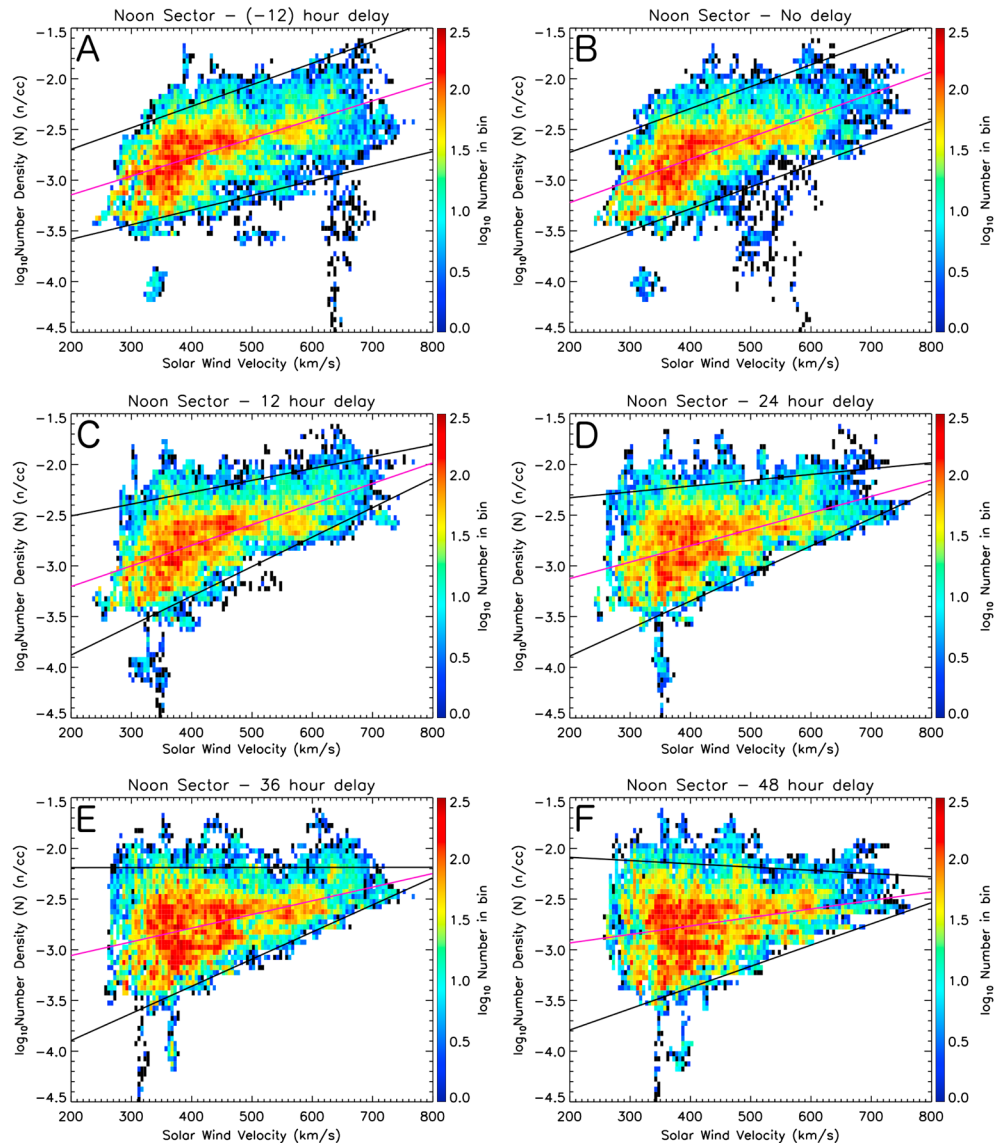 Noon Sector - (-12) hour delay
A
-1.5
-2.0
-2.5
-3.0
-3.5
-4.0
-4.5
log10Number Density (N) (n/cc)
200 300 400 500 600 700 800
Solar Wind Velocity (km/s)
2.5
2.0
1.5
1.0
0.5
0.0
log10 Number in bin
Noon Sector - No delay
B
-1.5
-2.0
-2.5
-3.0
-3.5
-4.0
-4.5
log10Number Density (N) (n/cc)
200 300 400 500 600 700 800
Solar Wind Velocity (km/s)
2.5
2.0
1.5
1.0
0.5
0.0
log10 Number in bin
Noon Sector - 12 hour delay
C
-1.5
-2.0
-2.5
-3.0
-3.5
-4.0
-4.5
log10Number Density (N) (n/cc)
200 300 400 500 600 700 800
Solar Wind Velocity (km/s)
2.5
2.0
1.5
1.0
0.5
0.0
log10 Number in bin
Noon Sector - 24 hour delay
D
-1.5
-2.0
-2.5
-3.0
-3.5
-4.0
-4.5
log10Number Density (N) (n/cc)
200 300 400 500 600 700 800
Solar Wind Velocity (km/s)
2.5
2.0
1.5
1.0
0.5
0.0
log10 Number in bin
Noon Sector - 36 hour delay
E
-1.5
-2.0
-2.5
-3.0
-3.5
-4.0
-4.5
log10Number Density (N) (n/cc)
200 300 400 500 600 700 800
Solar Wind Velocity (km/s)
2.5
2.0
1.5
1.0
0.5
0.0
log10 Number in bin
Noon Sector - 48 hour delay
F
-1.5
-2.0
-2.5
-3.0
-3.5
-4.0
-4.5
log10Number Density (N) (n/cc)
200 300 400 500 600 700 800
Solar Wind Velocity (km/s)
2.5
2.0
1.5
1.0
0.5
0.0
log10 Number in bin